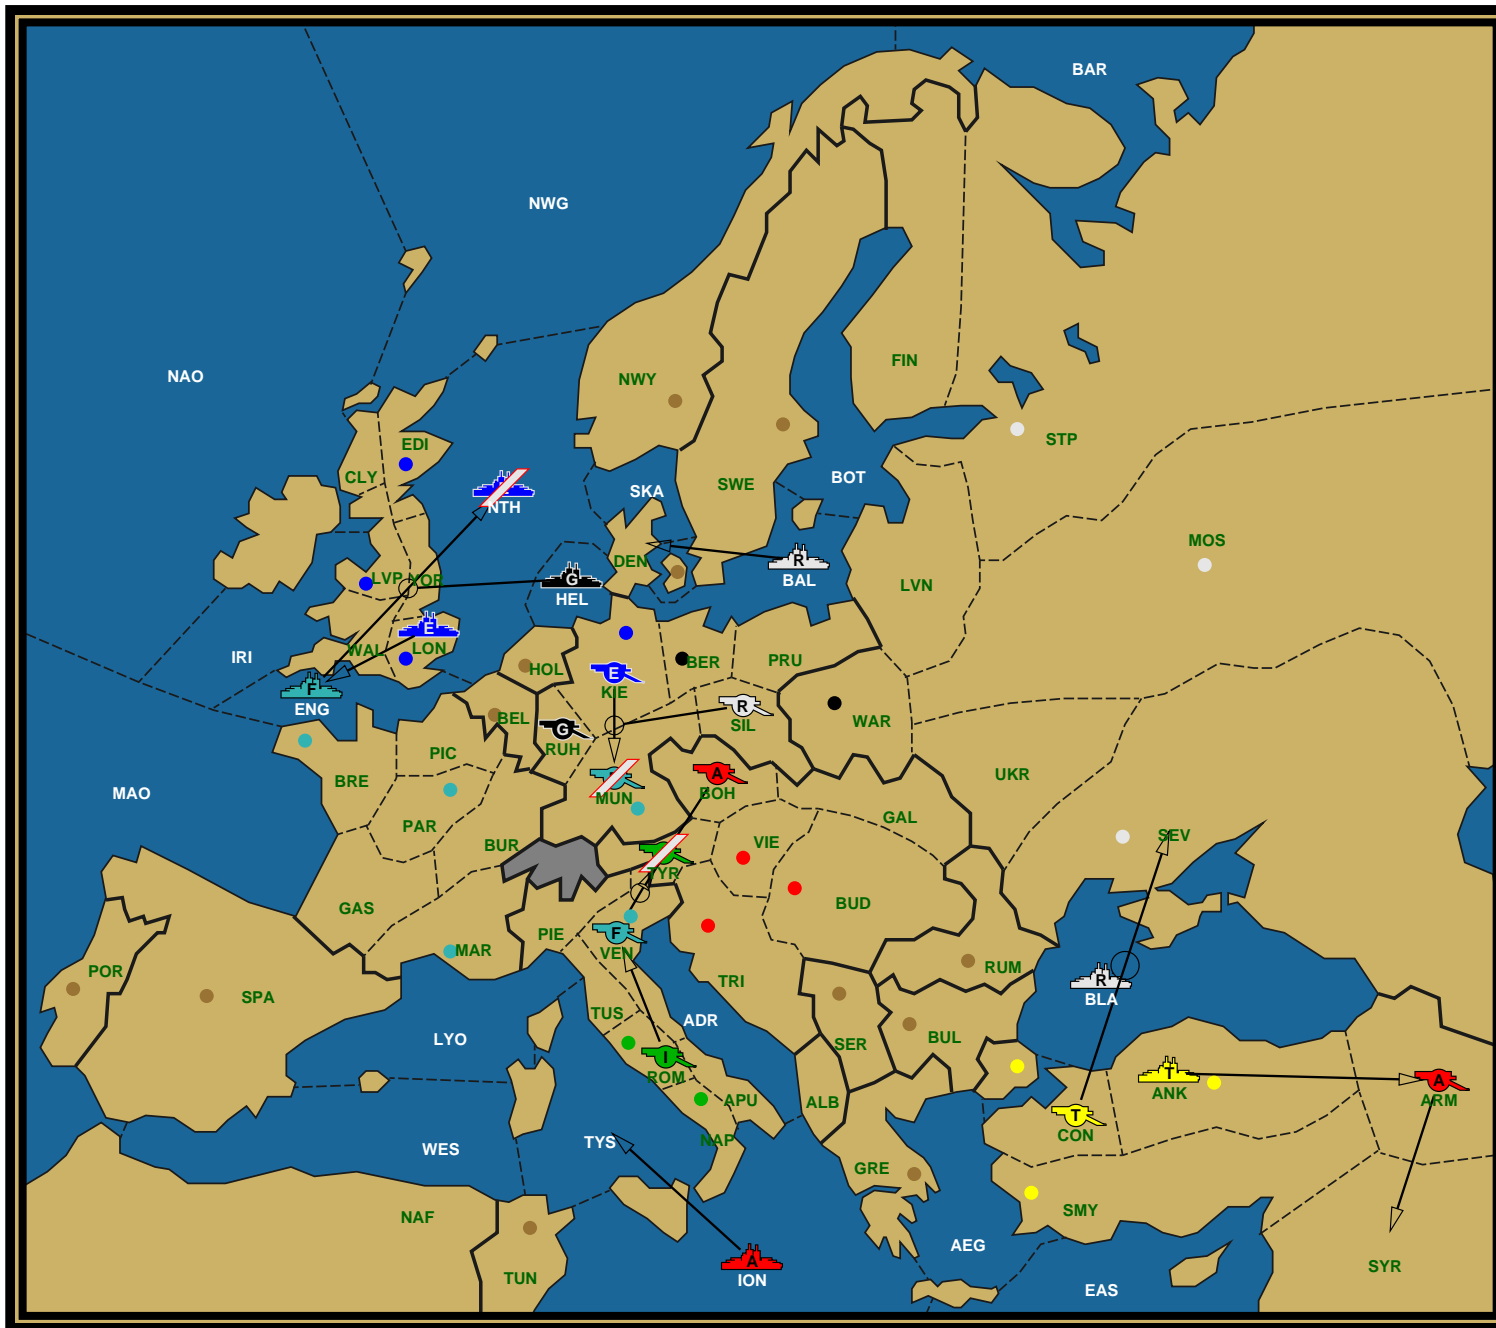 BAR
NWG
NAO
FIN
NWY
STP
EDI
CLY
SWE
BOT
SKA
NTH
MOS
DEN
R
BAL
LVP
YOR
G
HEL
LVN
E
LON
WAL
IRI
HOL
E
KIE
BER
PRU
F
ENG
BEL
G
RUH
R
SIL
WAR
PIC
BRE
MUN
A
BOH
UKR
MAO
PAR
BUR
GAL
VIE
SEV
TYR
GAS
BUD
MAR
PIE
F
VEN
RUM
POR
SPA
TRI
R
BLA
TUS
ADR
LYO
SER
BUL
I
ROM
T
ANK
A
ARM
APU
ALB
T
CON
NAP
TYS
WES
GRE
NAF
SMY
AEG
TUN
A
ION
SYR
EAS